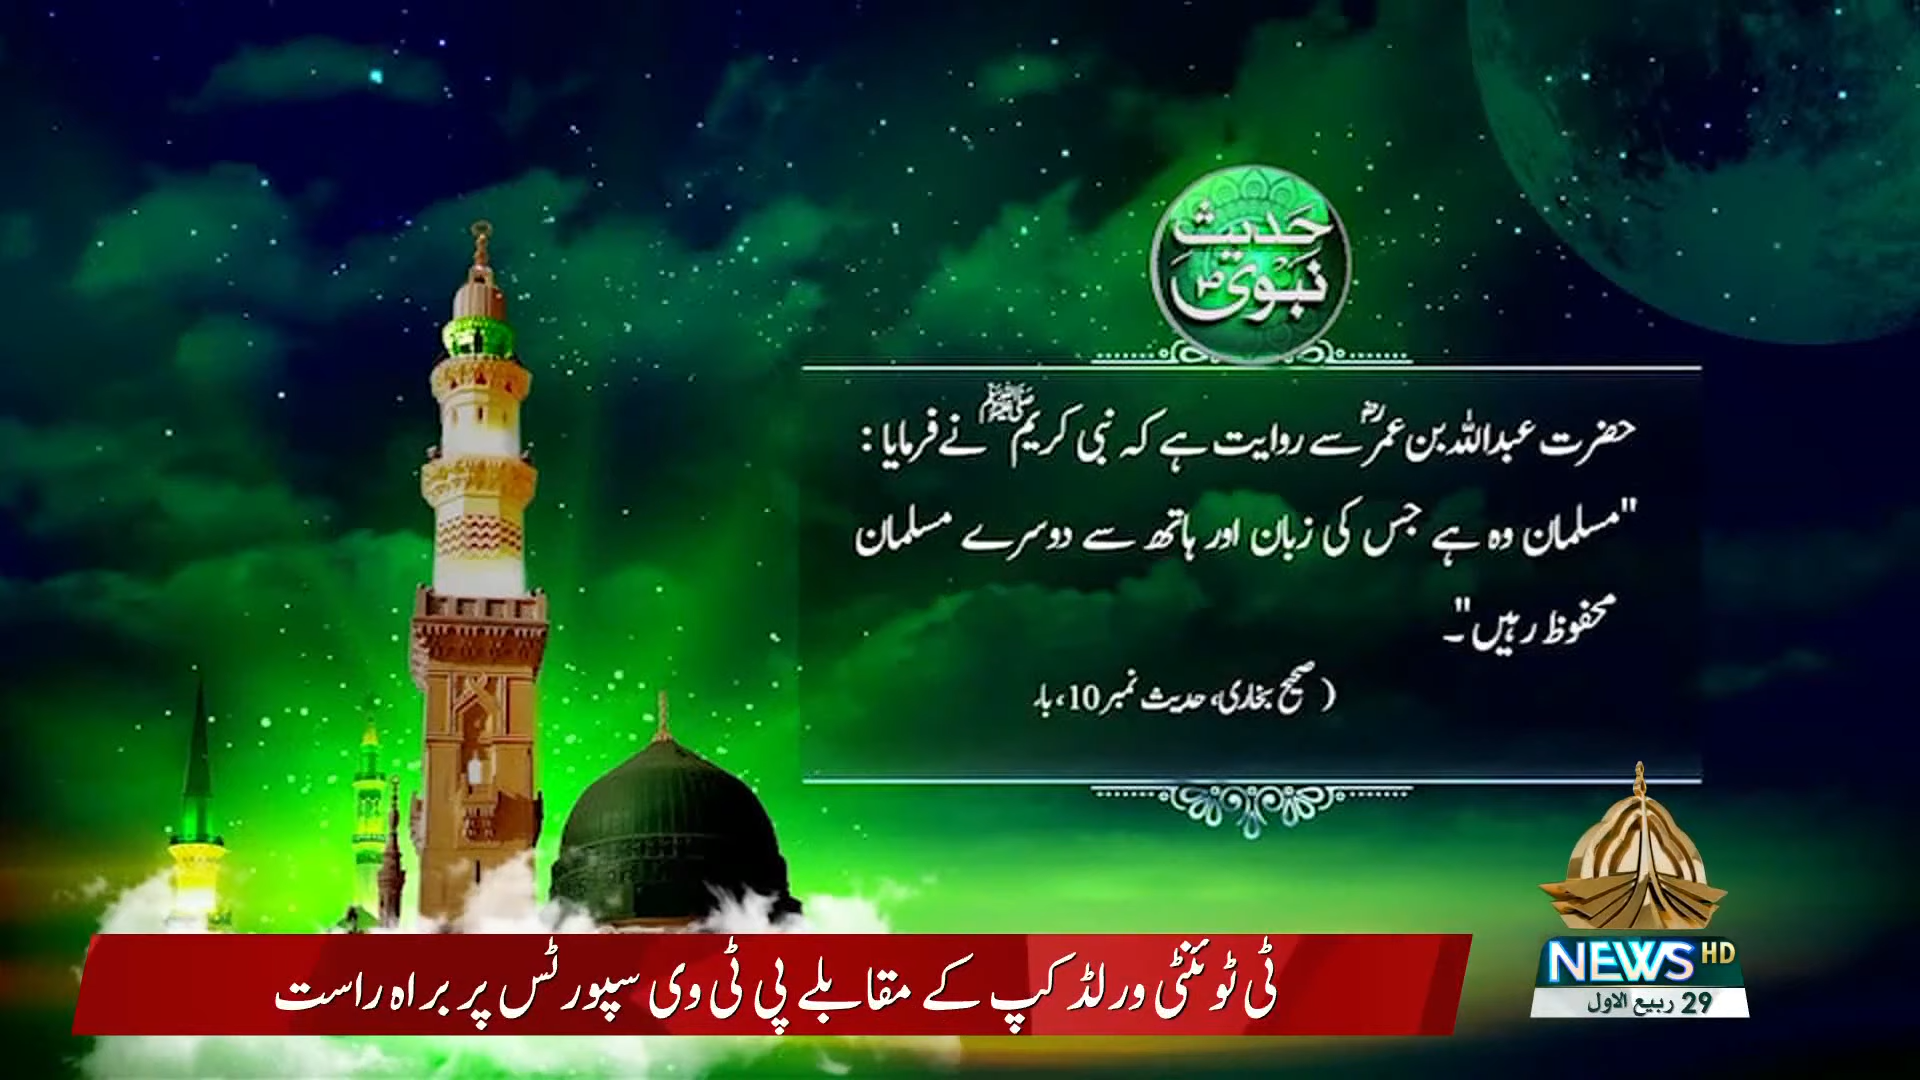 حدیث
نبوی ؐ
حضرت عبداللہ بن عمرؓ سے روایت ہے کہ نبی کریم ﷺ نے فرمایا :
"مسلمان وہ ہے جس کی زبان اور ہاتھ سے دوسرے مسلمان
محفوظ رہیں"۔
( صحیح بخاری، حدیث نمبر 10، با
ٹی ٹوئنٹی ورلڈ کپ کے مقابلے پی ٹی وی سپورٹس پر براہ راست
NEWS HD
29 ربیع الاول